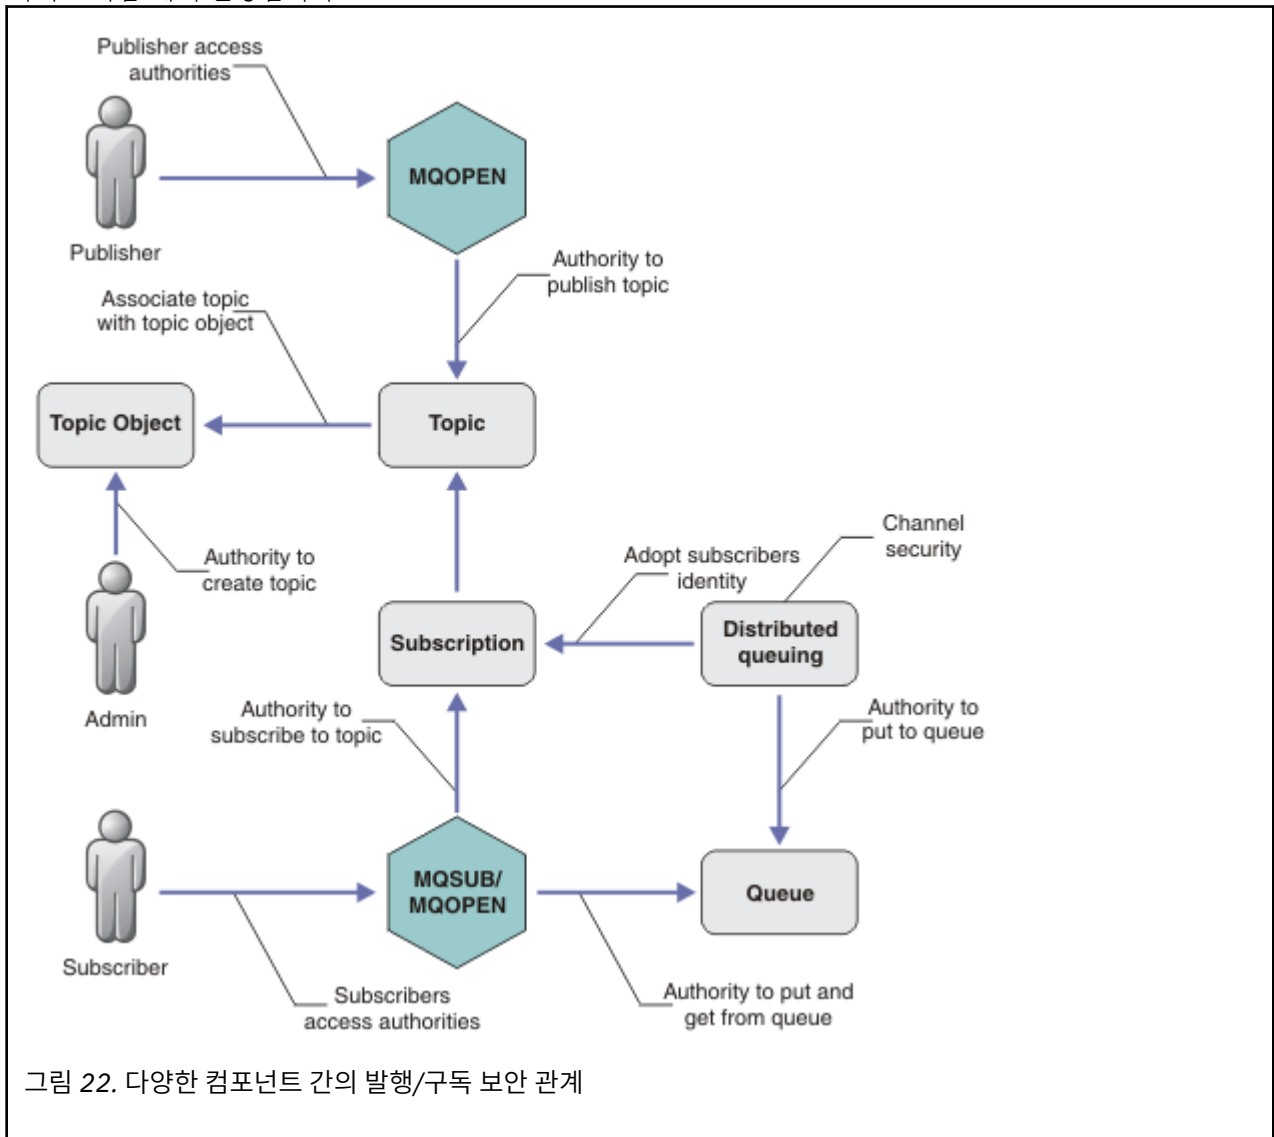 Publisher access
authorities
MQOPEN
Publisher
Authority to
publish topic
Associate topic
with topic object
Topic Object
Topic
Channel
security
Authority to
create topic
Adopt subscribers
identity
Subscription
Distributed
queuing
Admin
Authority to
subscribe to topic
Authority to
put to queue
MQSUB/
MQOPEN
Queue
Subscriber
Subscribers
access authorities
Authority to put and
get from queue
그림 22. 다양한 컴포넌트 간의 발행/구독 보안 관계